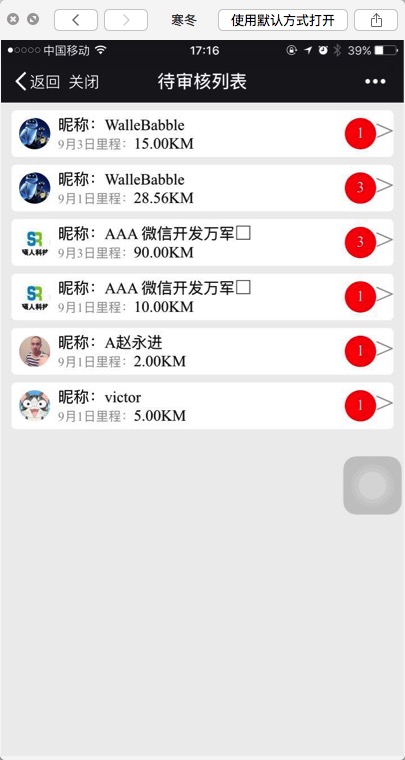 寒冬
使用默认方式打开
中国移动
17:16
39%
返回 关闭
待审核列表
昵称：WalleBabble
9月3日里程：15.00KM
1
昵称：WalleBabble
9月1日里程：28.56KM
3
SR
昵称：AAA 微信开发万军□
9月3日里程：90.00KM
3
SR
昵称：AAA 微信开发万军□
9月1日里程：10.00KM
1
昵称：A赵永进
9月1日里程：2.00KM
1
昵称：victor
9月1日里程：5.00KM
1